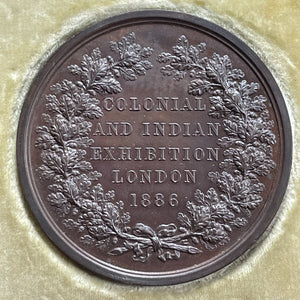 COLONIAL
AND INDIAN
EXHIBITION
LONDON
1886